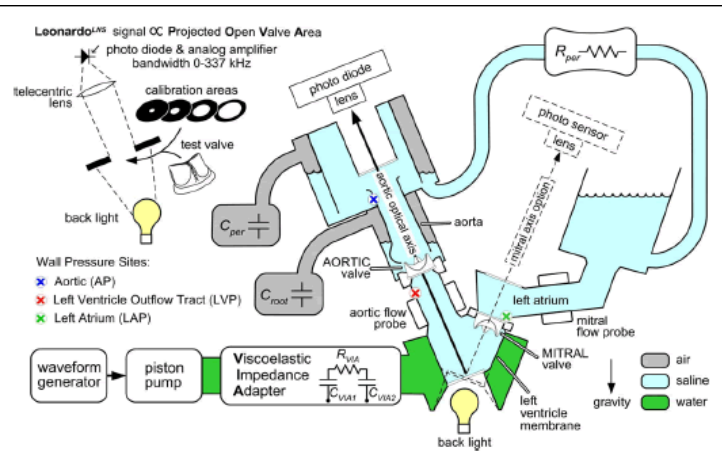 Leonardo^LNS signal ∝ Projected Open Valve Area
photo diode & analog amplifier
bandwidth 0-337 kHz
telecentric
lens
calibration areas
test valve
back light
photo diode
lens
R_per
photo sensor
lens
aortic optical axis
mitral axis option
C_per
aorta
AORTIC
valve
C_root
Wall Pressure Sites:
Aortic (AP)
Left Ventricle Outflow Tract (LVP)
Left Atrium (LAP)
aortic flow
probe
left atrium
mitral
flow probe
MITRAL
valve
waveform
generator
piston
pump
Viscoelastic
Impedance
Adapter
R_VIA
C_VIA1
C_VIA2
left
ventricle
membrane
back light
gravity
air
saline
water